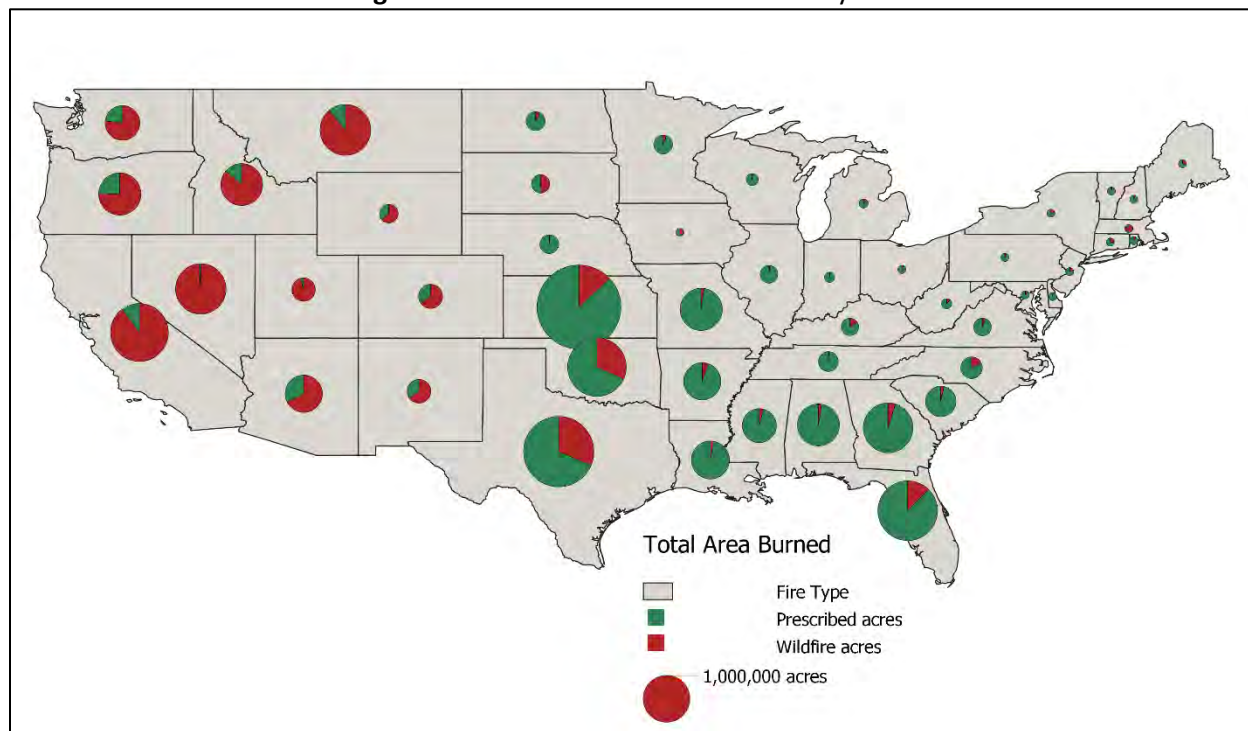 Total Area Burned
Fire Type
Prescribed acres
Wildfire acres
1,000,000 acres